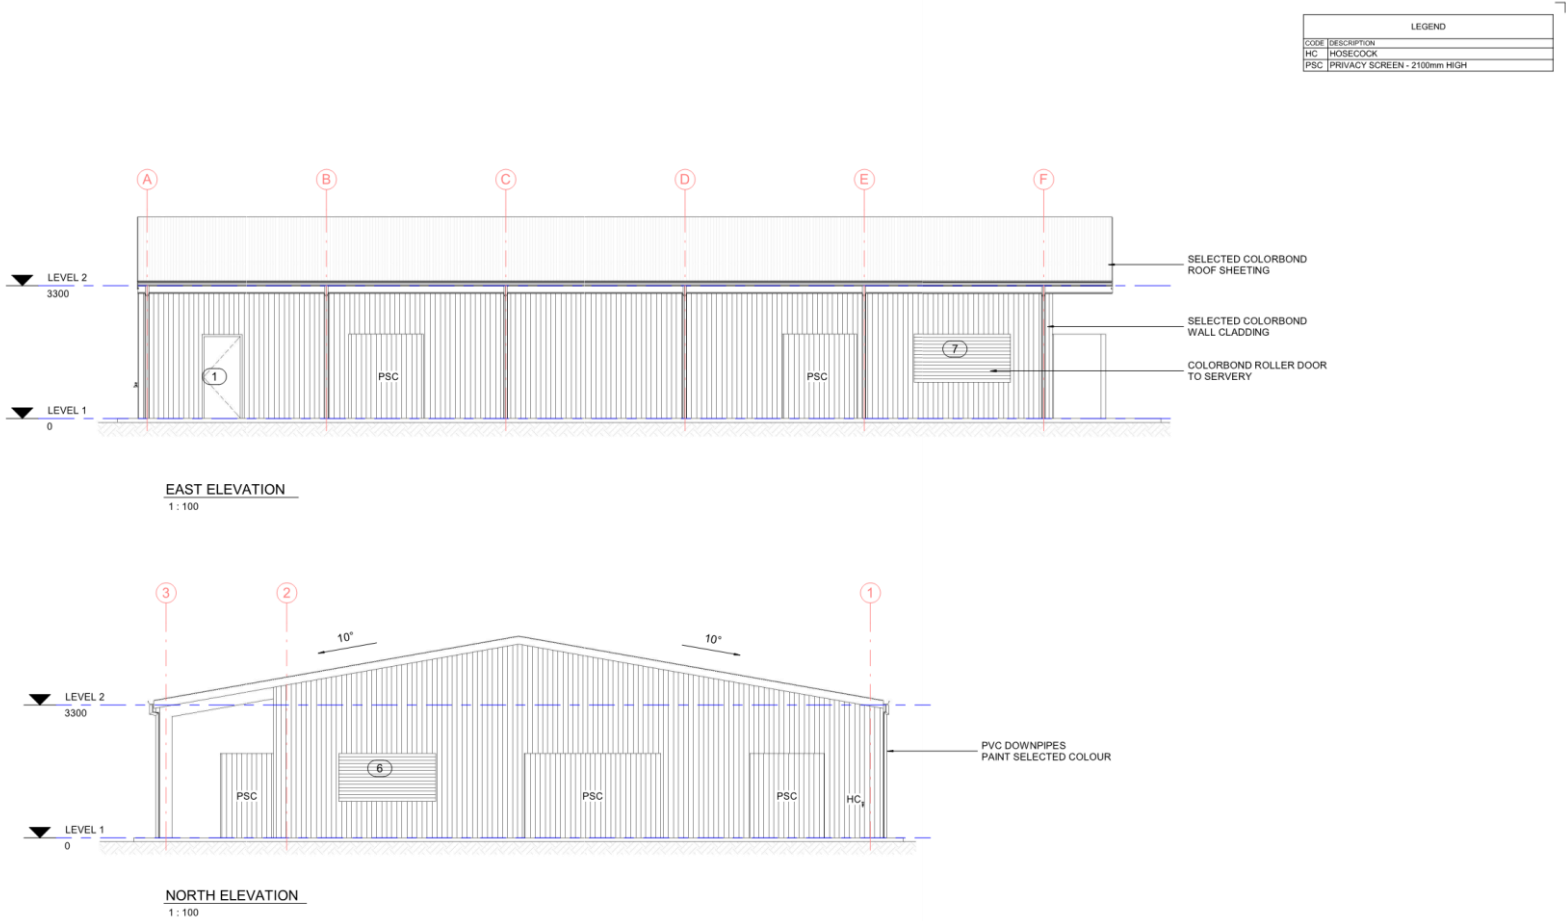 LEGEND
CODE DESCRIPTION
HC HOSECOCK
PSC PRIVACY SCREEN - 2100mm HIGH
A B C D E F
LEVEL 2
3300
SELECTED COLORBOND
ROOF SHEETING
SELECTED COLORBOND
WALL CLADDING
7
COLORBOND ROLLER DOOR
TO SERVERY
1
PSC
PSC
LEVEL 1
0
EAST ELEVATION
1 : 100
3 2 1
10°
10°
LEVEL 2
3300
PVC DOWNPIPES
PAINT SELECTED COLOUR
6
PSC
PSC
PSC
HC
LEVEL 1
0
NORTH ELEVATION
1 : 100